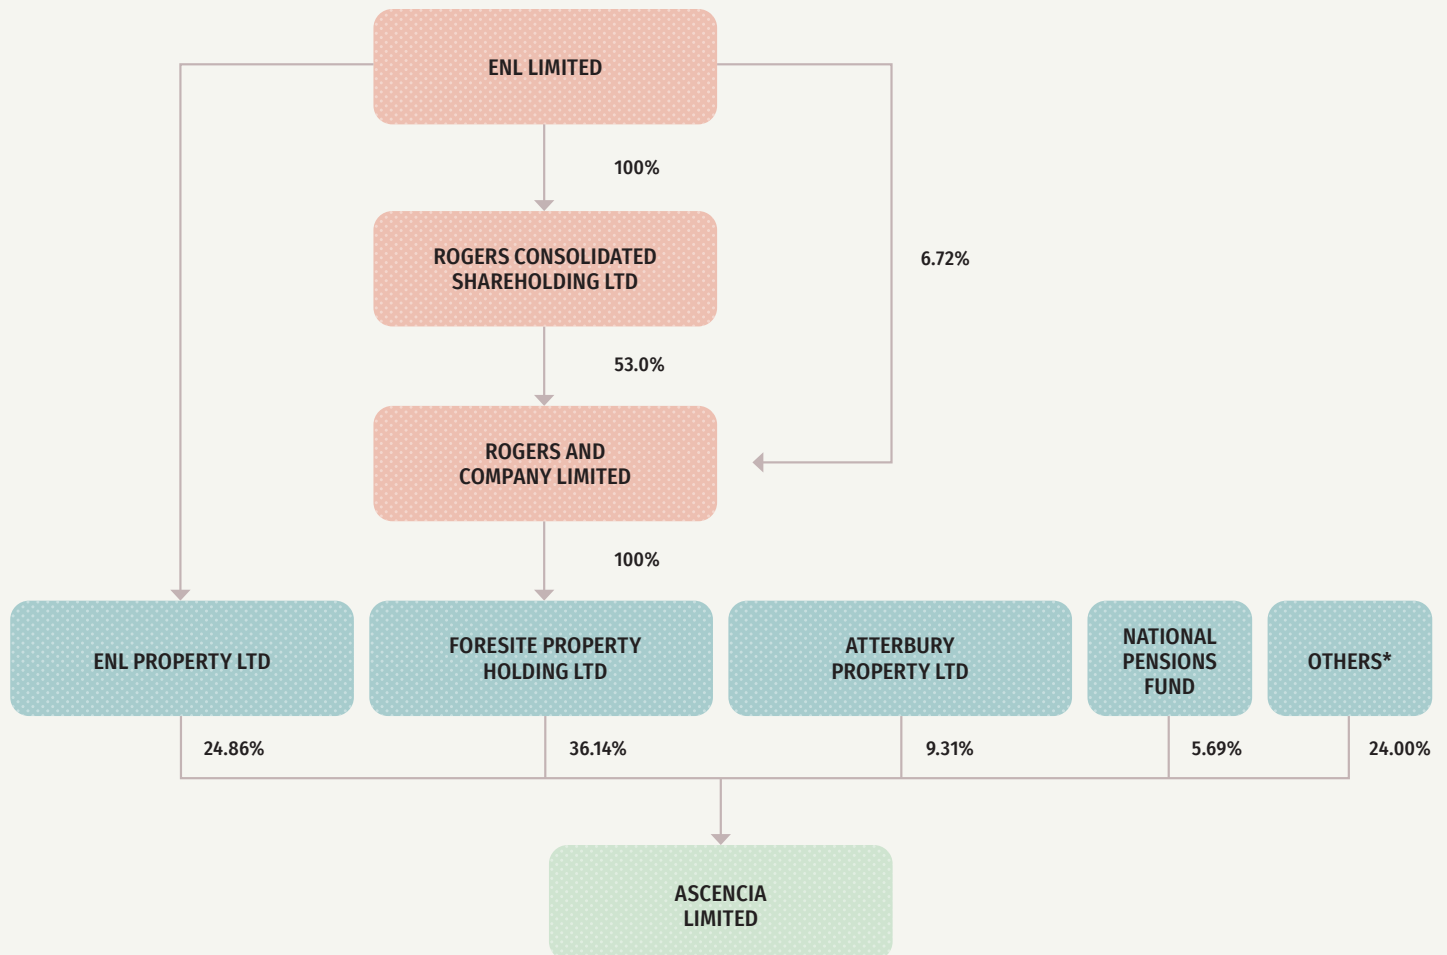 ENL LIMITED
100%
ROGERS CONSOLIDATED
SHAREHOLDING LTD
6.72%
53.0%
ROGERS AND
COMPANY LIMITED
100%
ENL PROPERTY LTD
FORESITE PROPERTY
HOLDING LTD
ATTERBURY
PROPERTY LTD
NATIONAL
PENSIONS
FUND
OTHERS*
24.86%
36.14%
9.31%
5.69%
24.00%
ASCENCIA
LIMITED